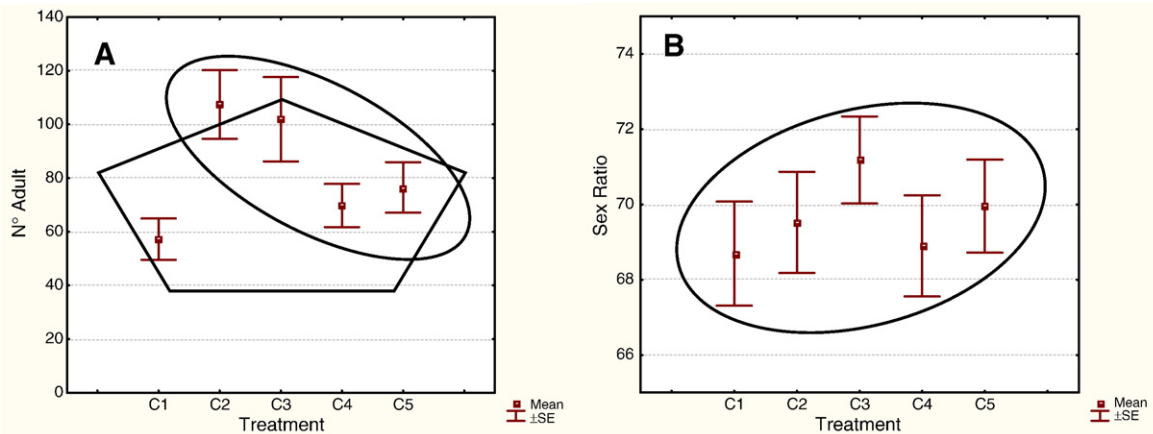 A
N° Adult
140
120
100
80
60
40
20
0
C1 C2 C3 C4 C5
Treatment
Mean
±SE
B
Sex Ratio
74
72
70
68
66
C1 C2 C3 C4 C5
Treatment
Mean
±SE